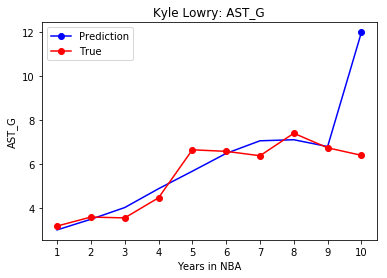 Kyle Lowry: AST_G
Prediction
True
12
10
8
6
4
AST_G
1 2 3 4 5 6 7 8 9 10
Years in NBA